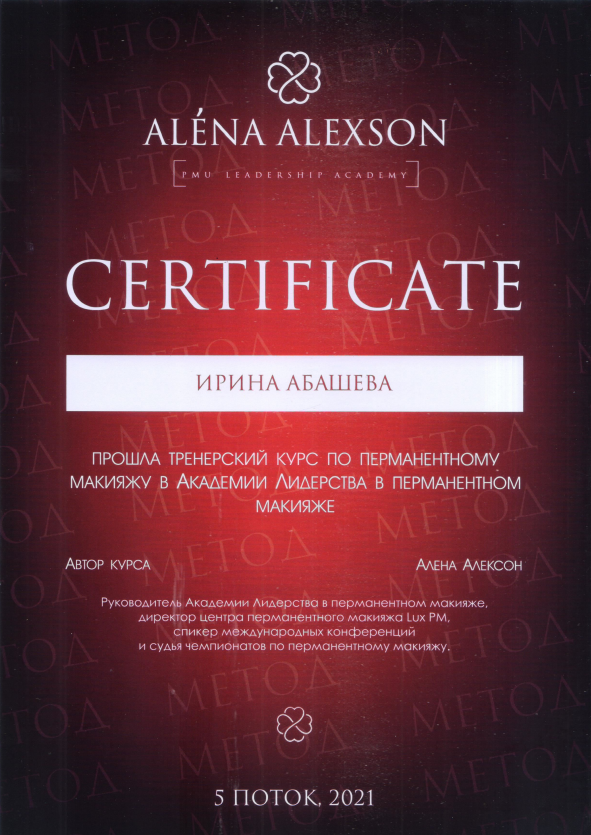 ALÉNA ALEXSON
[PMU LEADERSHIP ACADEMY]
CERTIFICATE
ИРИНА АБАШЕВА
ПРОШЛА ТРЕНЕРСКИЙ КУРС ПО ПЕРМАНЕНТНОМУ
МАКИЯЖУ В АКАДЕМИИ ЛИДЕРСТВА В ПЕРМАНЕНТНОМ
МАКИЯЖЕ
АВТОР КУРСА
АЛЕНА АЛЕКСОН
Руководитель Академии Лидерства в перманентном макияже,
директор центра перманентного макияжа Lux PM,
спикер международных конференций
и судья чемпионатов по перманентному макияжу.
5 ПОТОК, 2021
МЕТОД